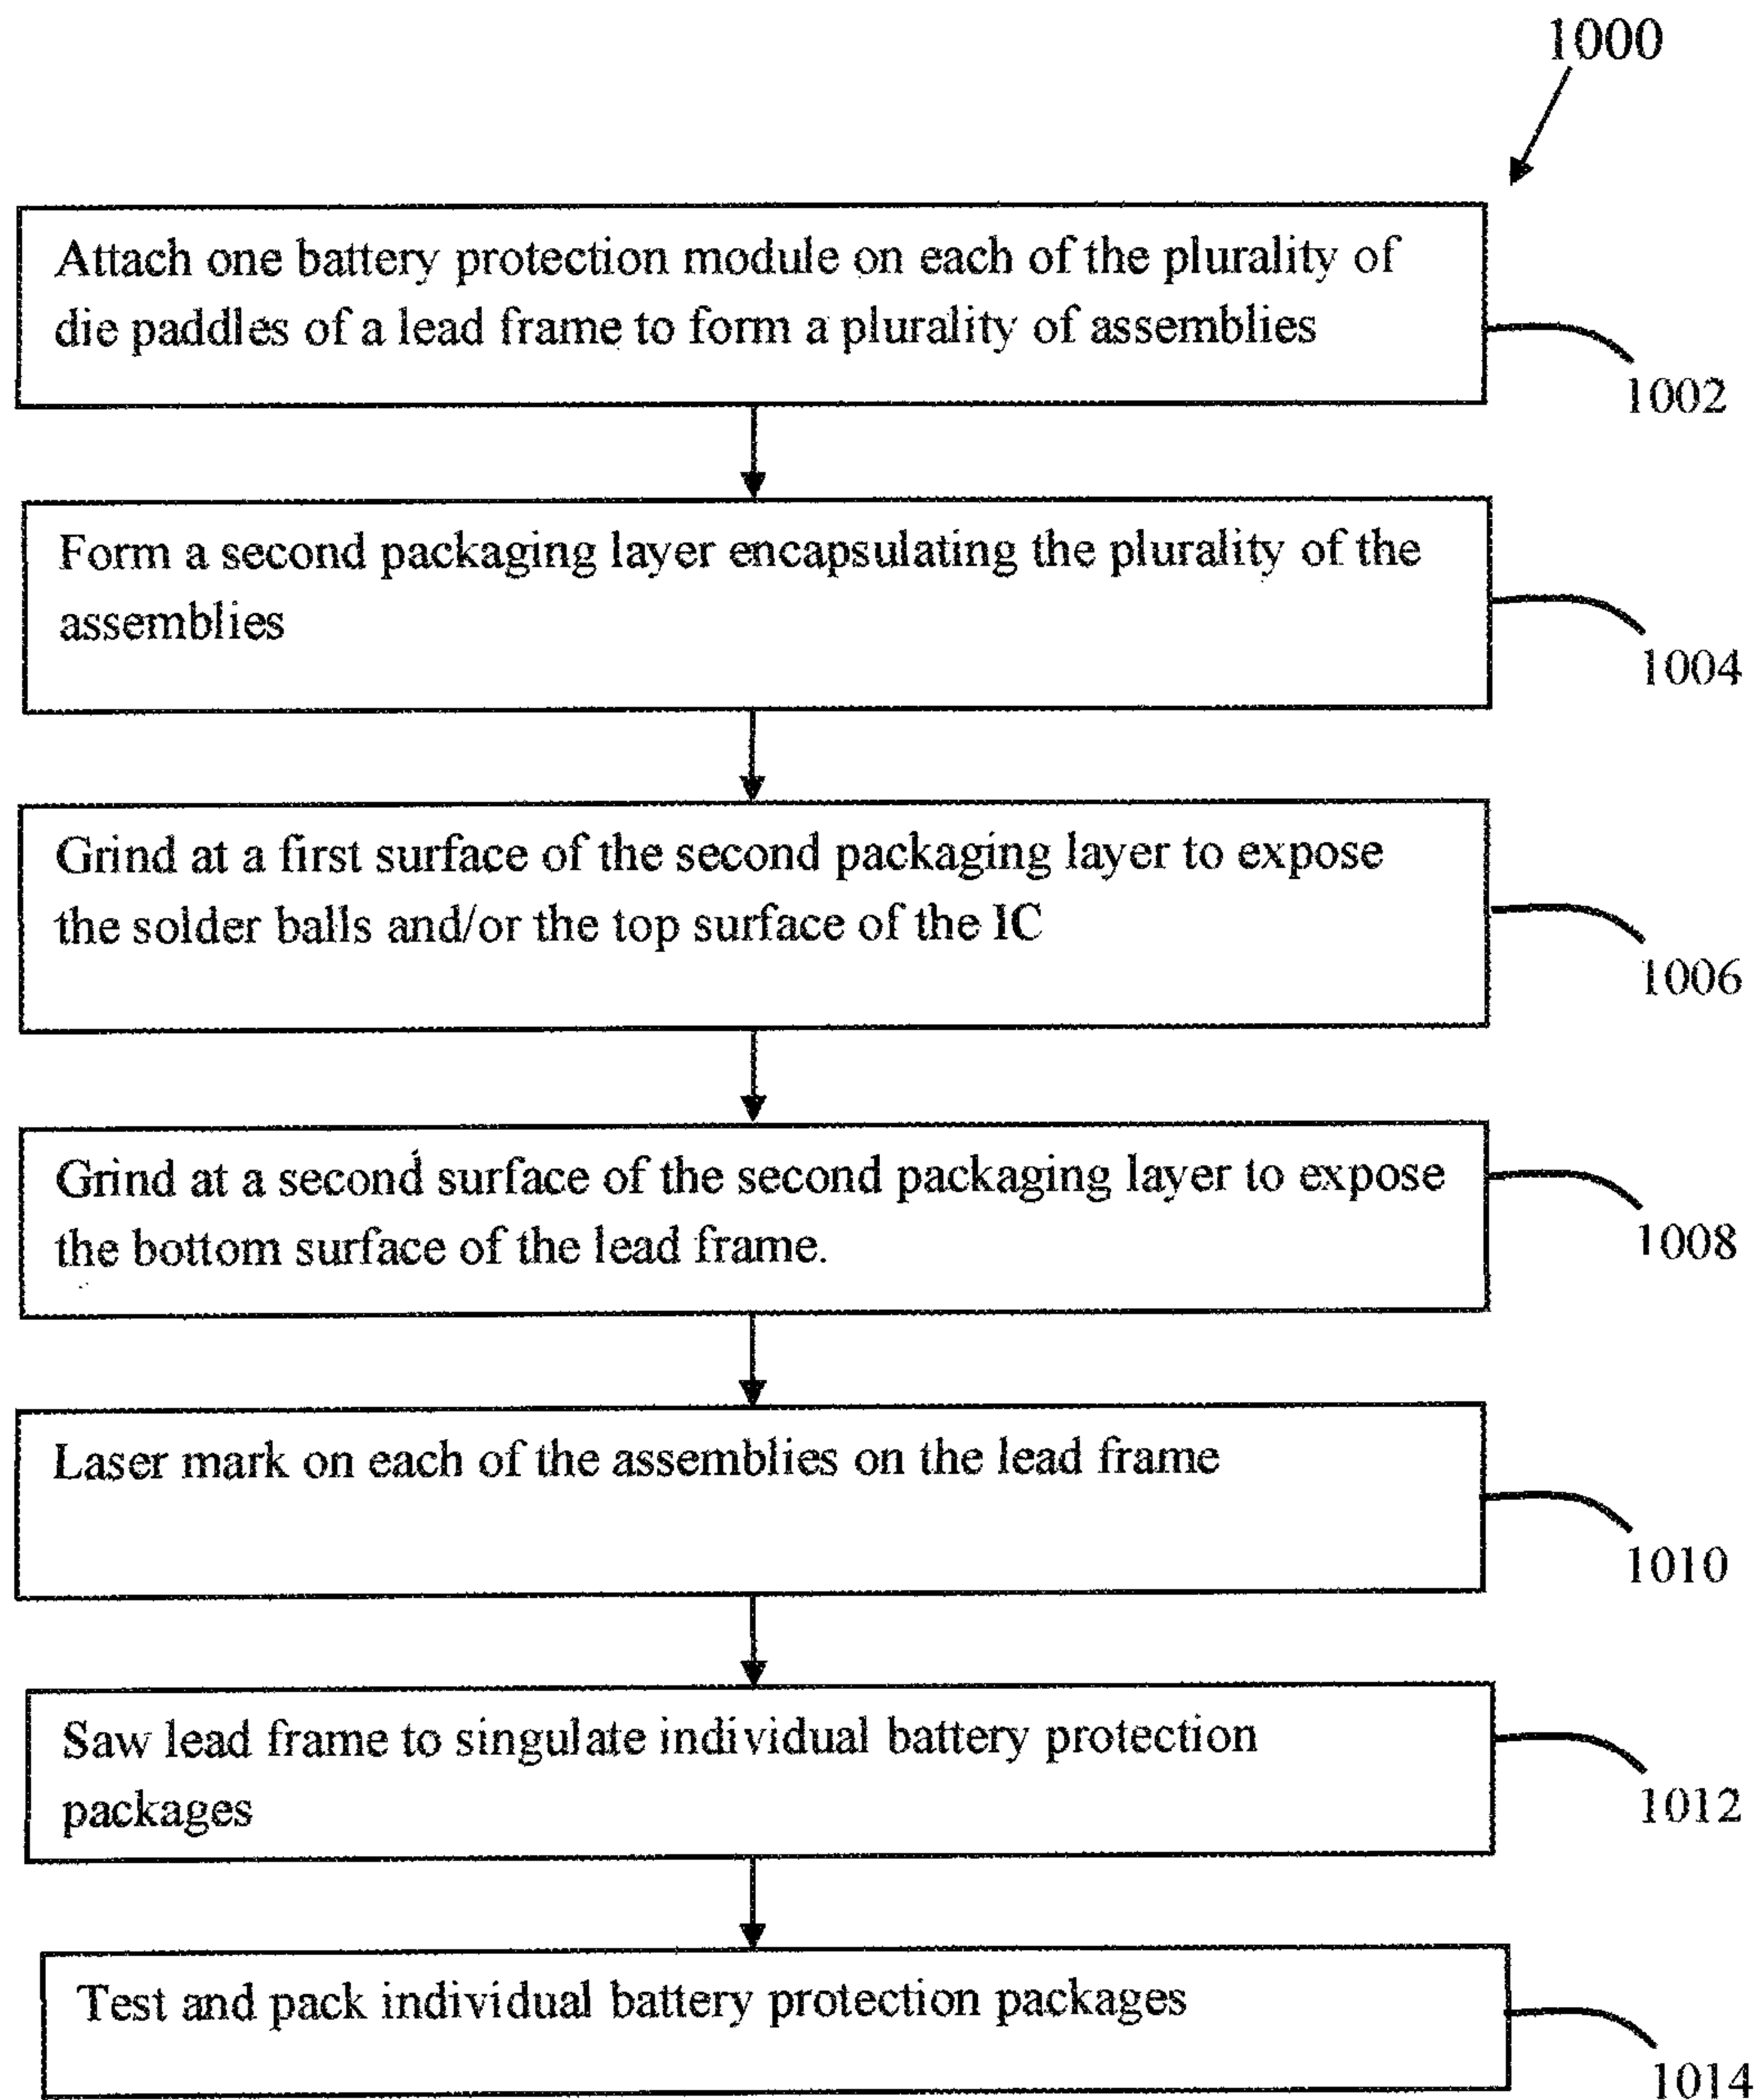 1000
Attach one battery protection module on each of the plurality of
die paddles of a lead frame to form a plurality of assemblies
1002
Form a second packaging layer encapsulating the plurality of the
assemblies
1004
Grind at a first surface of the second packaging layer to expose
the solder balls and/or the top surface of the IC
1006
Grind at a second surface of the second packaging layer to expose
the bottom surface of the lead frame.
1008
Laser mark on each of the assemblies on the lead frame
1010
Saw lead frame to singulate individual battery protection
packages
1012
Test and pack individual battery protection packages
1014